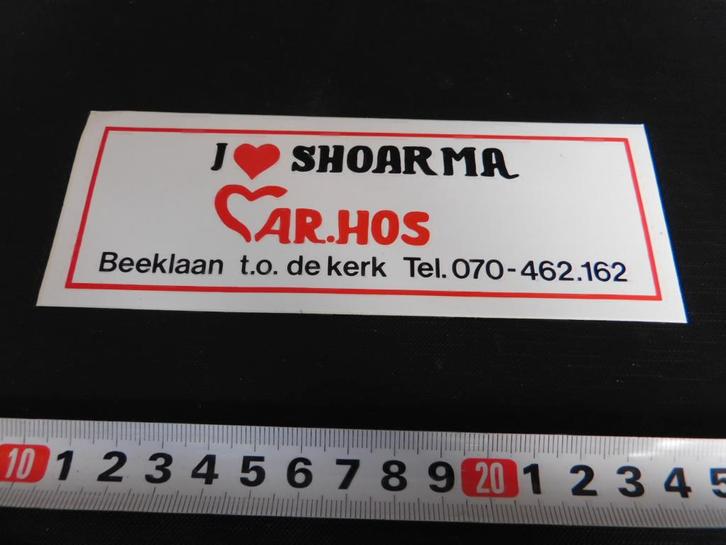 I ❤ SHOARMA
MAR.HOS
Beeklaan t.o. de kerk Tel. 070-462.162
10 1 2 3 4 5 6 7 8 9 20 1 2 3 4 5